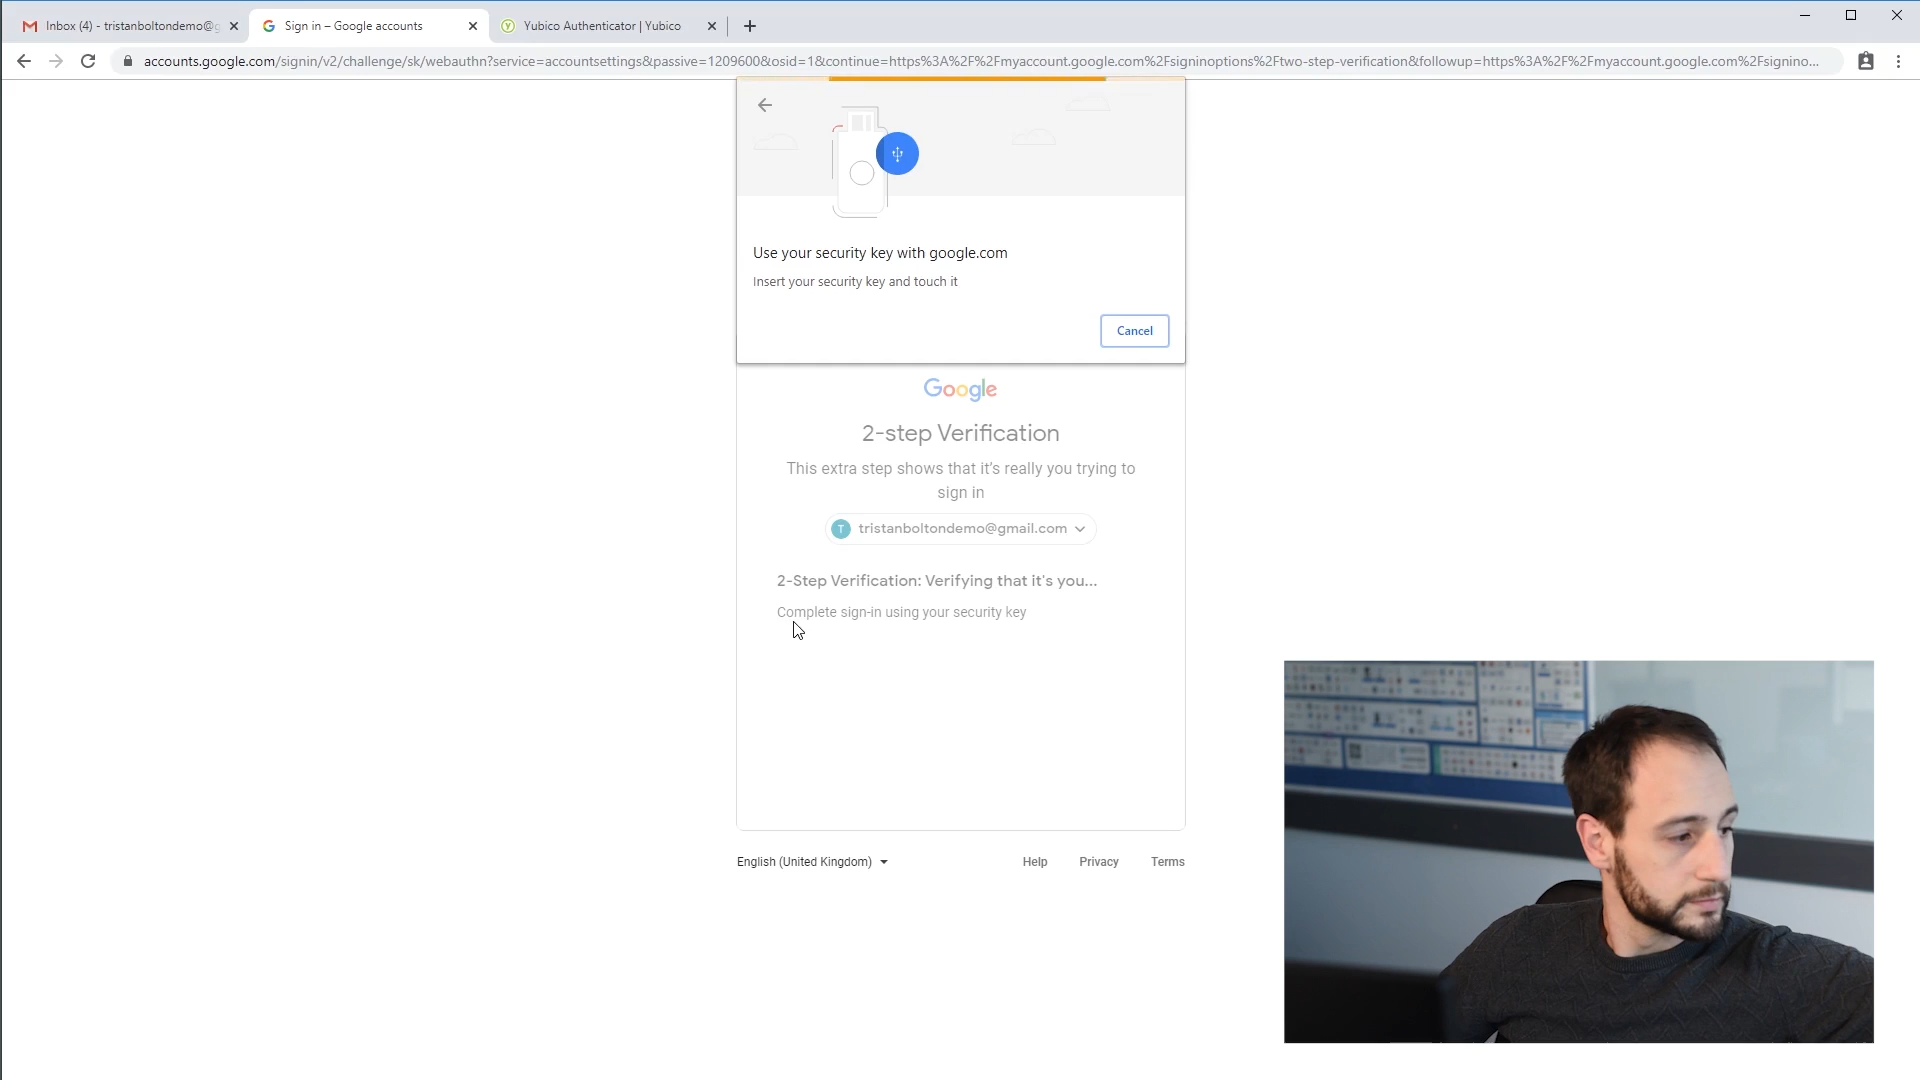 Inbox (4) - tristanboltondemo@g
Sign in – Google accounts
Yubico Authenticator | Yubico
accounts.google.com/signin/v2/challenge/sk/webauthn?service=accountsettings&passive=1209600&osid=1&continue=https%3A%2F%2Fmyaccount.google.com%2Fsigninoptions%2Ftwo-step-verification&followup=https%3A%2F%2Fmyaccount.google.com%2Fsignino...
Use your security key with google.com
Insert your security key and touch it
Cancel
Google
2-step Verification
This extra step shows that it's really you trying to
sign in
T tristanboltondemo@gmail.com
2-Step Verification: Verifying that it's you...
Complete sign-in using your security key
English (United Kingdom)
Help
Privacy
Terms